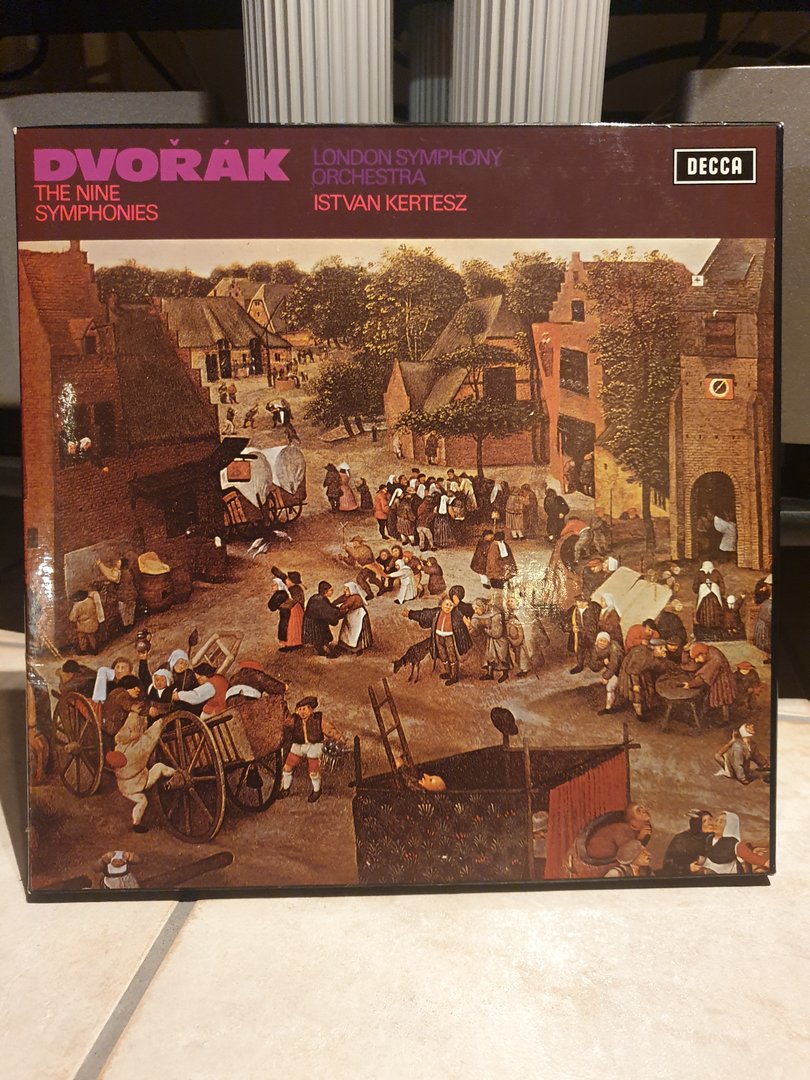 DVOŘÁK
THE NINE
SYMPHONIES
LONDON SYMPHONY
ORCHESTRA
ISTVAN KERTESZ
DECCA